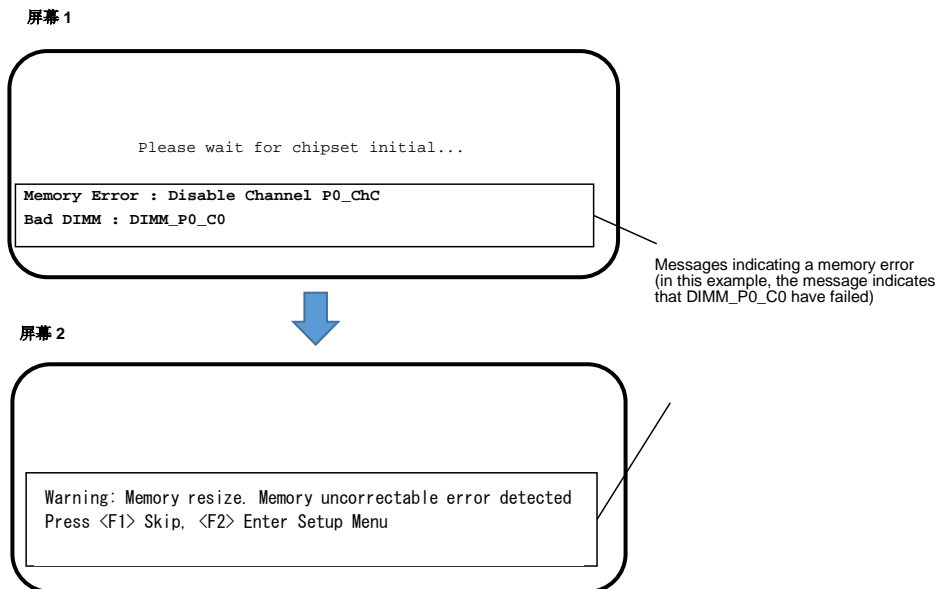 屏幕 1
Please wait for chipset initial...
Memory Error : Disable Channel P0_ChC
Bad DIMM : DIMM_P0_C0
Messages indicating a memory error
(in this example, the message indicates
that DIMM_P0_C0 have failed)
屏幕 2
Warning: Memory resize. Memory uncorrectable error detected
Press <F1> Skip, <F2> Enter Setup Menu